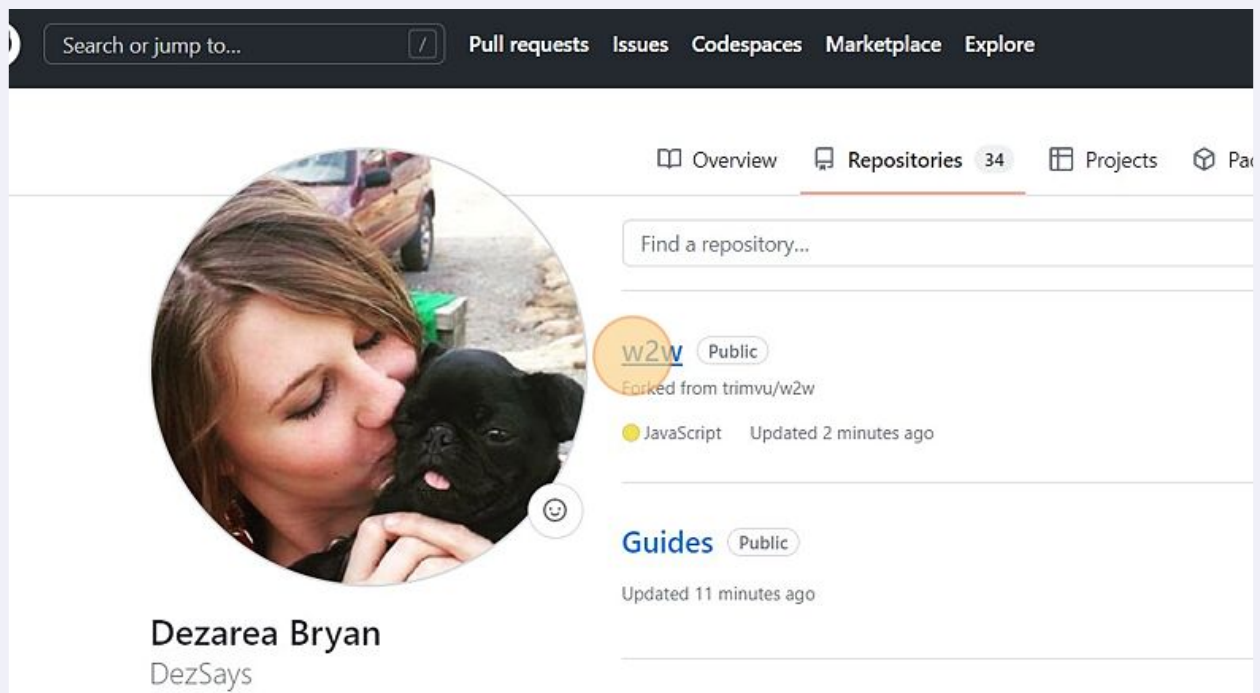 Search or jump to... / Pull requests Issues Codespaces Marketplace Explore
Overview Repositories 34 Projects
Find a repository...
w2w Public
Forked from trimvu/w2w
JavaScript Updated 2 minutes ago
Guides Public
Updated 11 minutes ago
Dezarea Bryan
DezSays